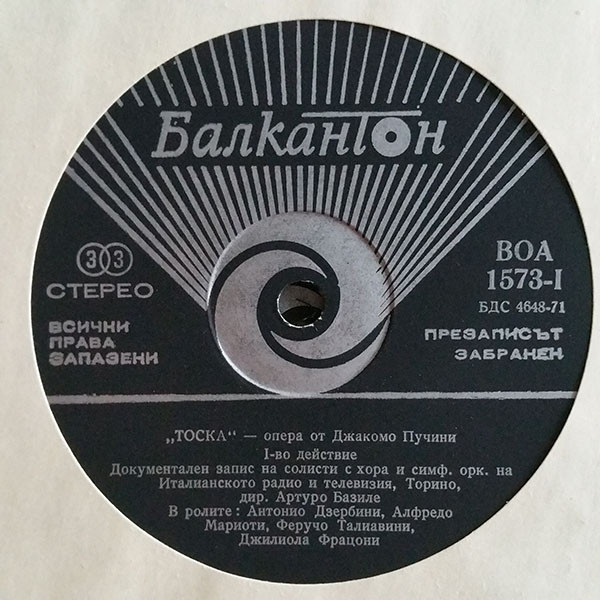 Балкантон
33
СТЕРЕО
ВСИЧНИ
ПРАВА
ЗАПАЗЕНИ
ВОА
1573-I
БДС 4648-71
ПРЕЗАПИСЪТ
ЗАБРАНЕН
„ТОСКА“ — опера от Джакомо Пучини
I-во действие
Документален запис на солисти с хора и симф. орк. на
Италианското радио и телевизия, Торино,
дир. Артуро Базиле
В ролите: Антонио Дзербини, Алфредо
Мариоти, Феручо Талиавини,
Джилиола Фрацони